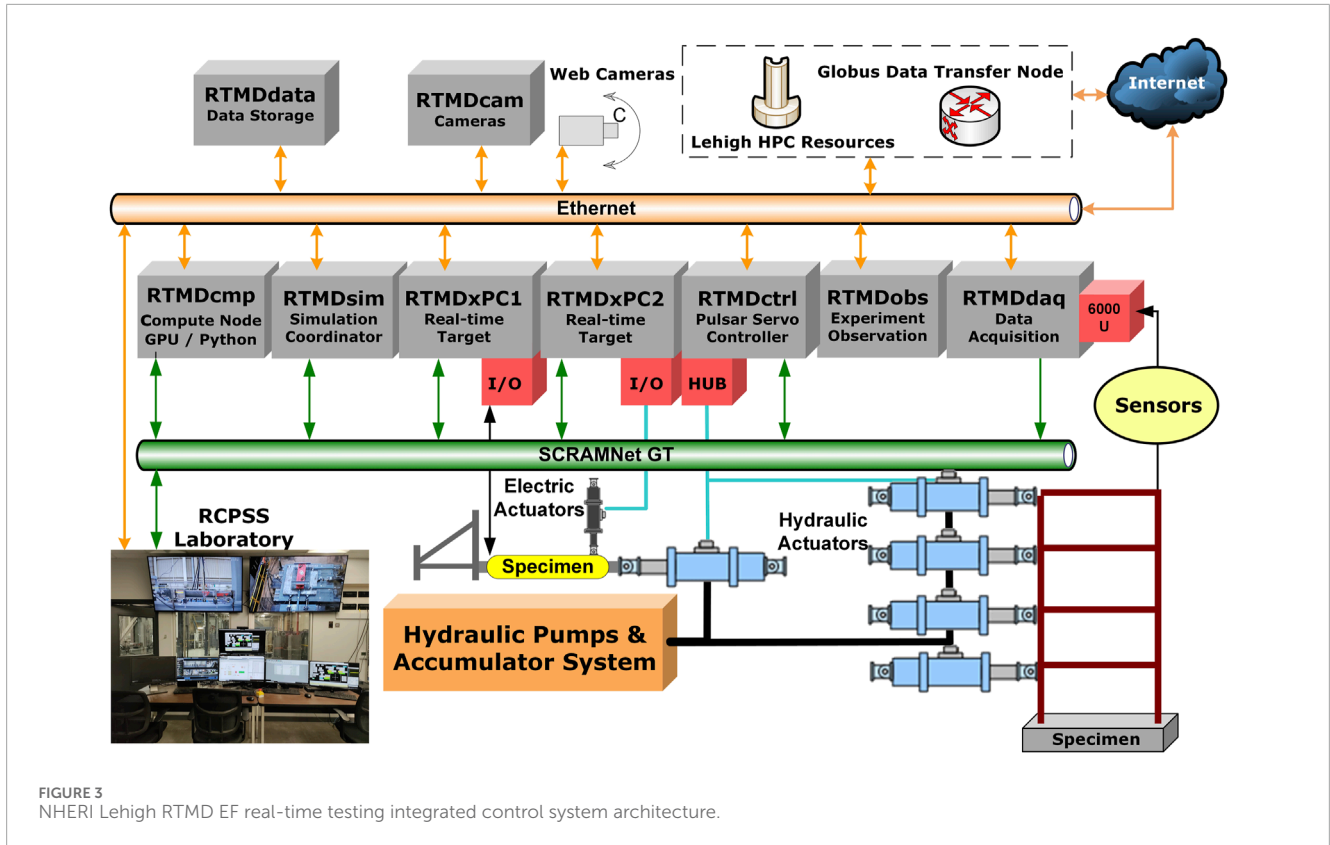 Web Cameras
RTMDdata
Data Storage
RTMDcam
Cameras
C
Globus Data Transfer Node
Lehigh HPC Resources
Internet
Ethernet
RTMDcmp
Compute Node
GPU / Python
RTMDsim
Simulation
Coordinator
RTMDxPC1
Real-time
Target
RTMDxPC2
Real-time
Target
RTMDctrl
Pulsar Servo
Controller
RTMDobs
Experiment
Observation
RTMDdaq
Data
Acquisition
6000
U
I/O
I/O
HUB
Sensors
SCRAMNet GT
RCPSS
Laboratory
Electric
Actuators
Hydraulic
Actuators
Specimen
Hydraulic Pumps &
Accumulator System
Specimen
FIGURE 3
NHERI Lehigh RTMD EF real-time testing integrated control system architecture.